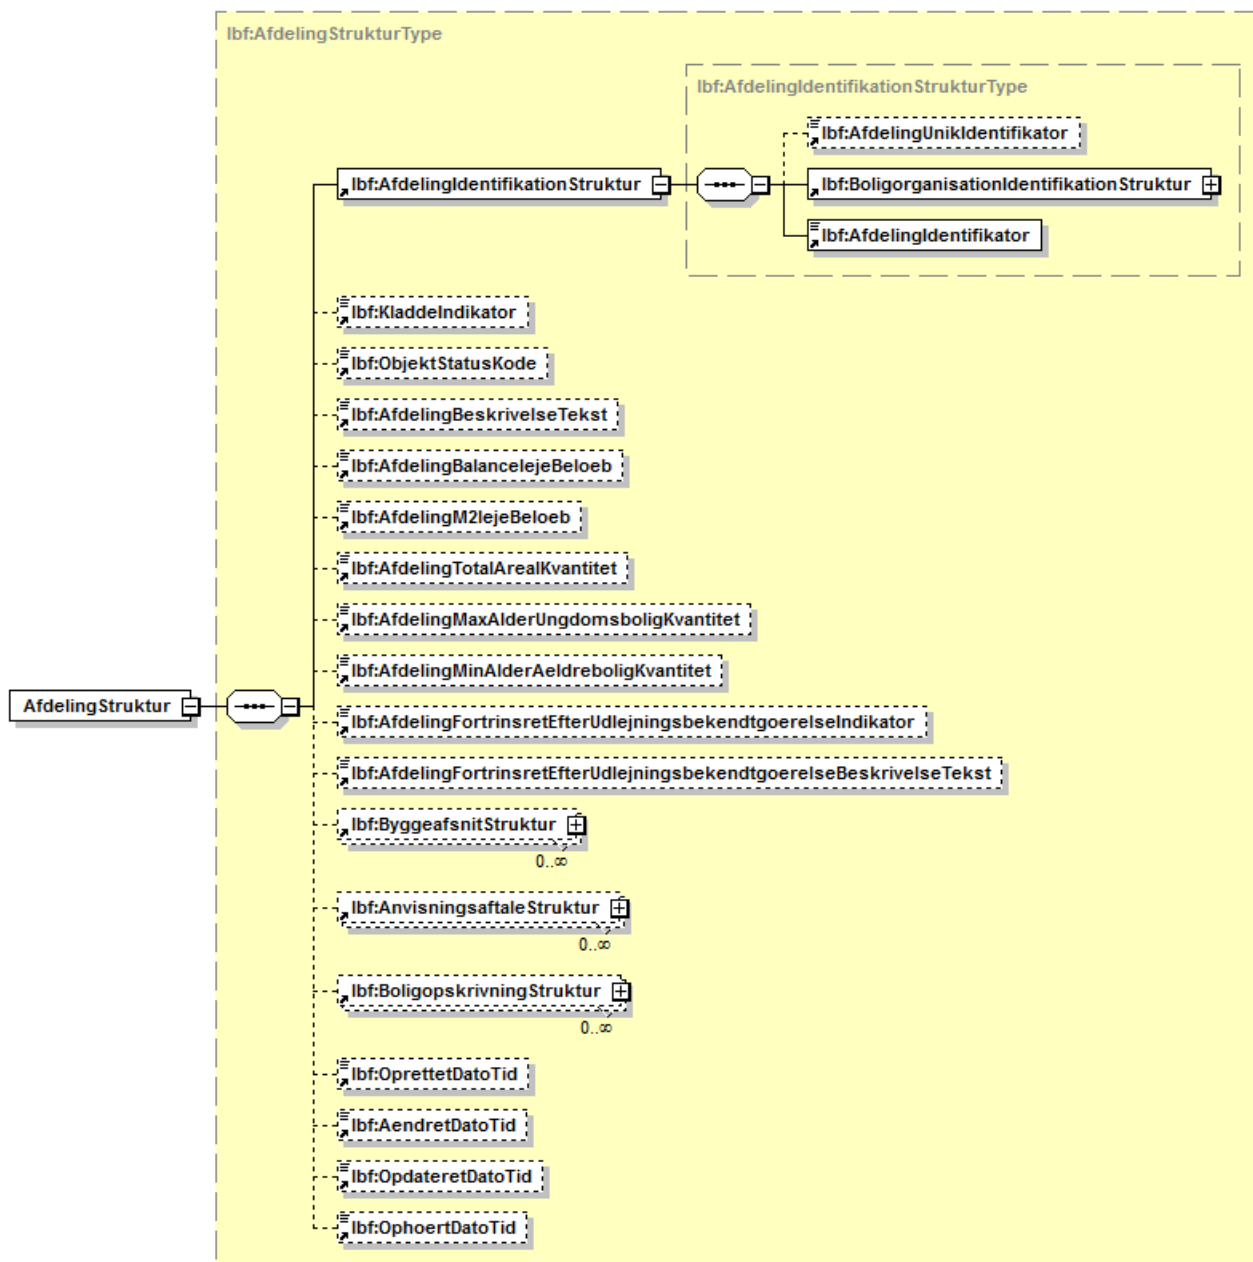 lbf:AfdelingStrukturType
lbf:AfdelingIdentifikationStrukturType
lbf:AfdelingUnikIdentifikator
lbf:AfdelingIdentifikationStruktur
lbf:BoligorganisationIdentifikationStruktur
lbf:AfdelingIdentifikator
lbf:KladdeIndikator
lbf:ObjektStatusKode
lbf:AfdelingBeskrivelseTekst
lbf:AfdelingBalancelejeBeloeb
lbf:AfdelingM2lejeBeloeb
lbf:AfdelingTotalArealKvantitet
lbf:AfdelingMaxAlderUngdomsboligKvantitet
lbf:AfdelingMinAlderAeldreboligKvantitet
AfdelingStruktur
lbf:AfdelingFortrinsretEfterUdlejningsbekendtgoerelseIndikator
lbf:AfdelingFortrinsretEfterUdlejningsbekendtgoerelseBeskrivelseTekst
lbf:ByggeafsnitStruktur
0..∞
lbf:AnvisningsaftaleStruktur
0..∞
lbf:BoligopskrivningStruktur
0..∞
lbf:OprettetDatoTid
lbf:AendretDatoTid
lbf:OpdateretDatoTid
lbf:OphoertDatoTid